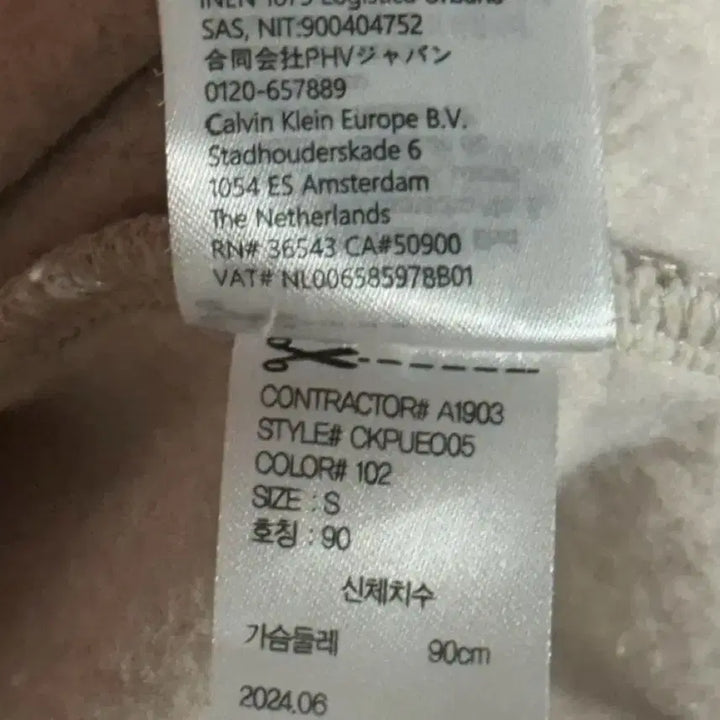 SAS, NIT:900404752
合同会社PHVジャパン
0120-657889
Calvin Klein Europe B.V.
Stadhouderskade 6
1054 ES Amsterdam
The Netherlands
RN# 36543 CA#50900
VAT# NL006585978B01
CONTRACTOR# A1903
STYLE# CKPUEO05
COLOR# 102
SIZE : S
호칭 : 90
신체치수
가슴둘레 90cm
2024.06